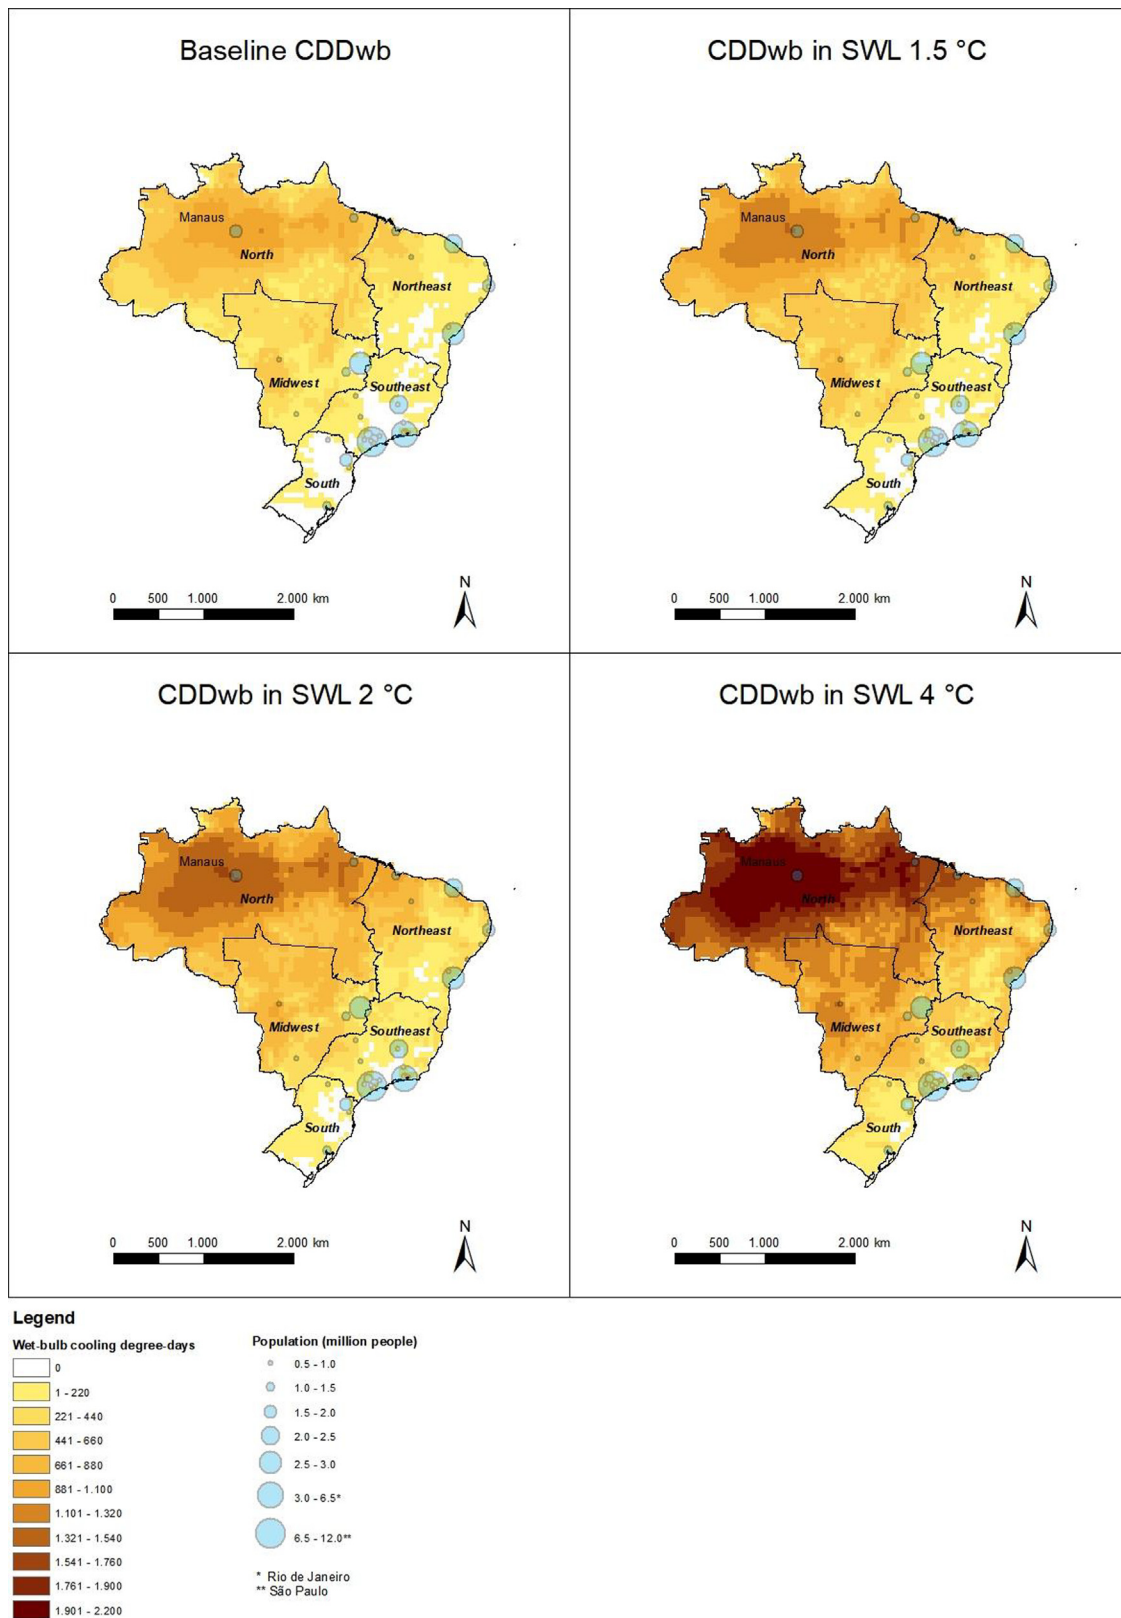 Baseline CDDwb
Manaus
North
Northeast
Midwest
Southeast
South
N
0 500 1.000 2.000 km
CDDwb in SWL 1.5 °C
Manaus
North
Northeast
Midwest
Southeast
South
N
0 500 1.000 2.000 km
CDDwb in SWL 2 °C
Manaus
North
Northeast
Midwest
Southeast
South
N
0 500 1.000 2.000 km
CDDwb in SWL 4 °C
Manaus
North
Northeast
Midwest
Southeast
South
N
0 500 1.000 2.000 km
Legend
Wet-bulb cooling degree-days
0
1 - 220
221 - 440
441 - 660
661 - 880
881 - 1.100
1.101 - 1.320
1.321 - 1.540
1.541 - 1.760
1.761 - 1.900
1.901 - 2.200
Population (million people)
0.5 - 1.0
1.0 - 1.5
1.5 - 2.0
2.0 - 2.5
2.5 - 3.0
3.0 - 6.5*
6.5 - 12.0**
* Rio de Janeiro
** São Paulo